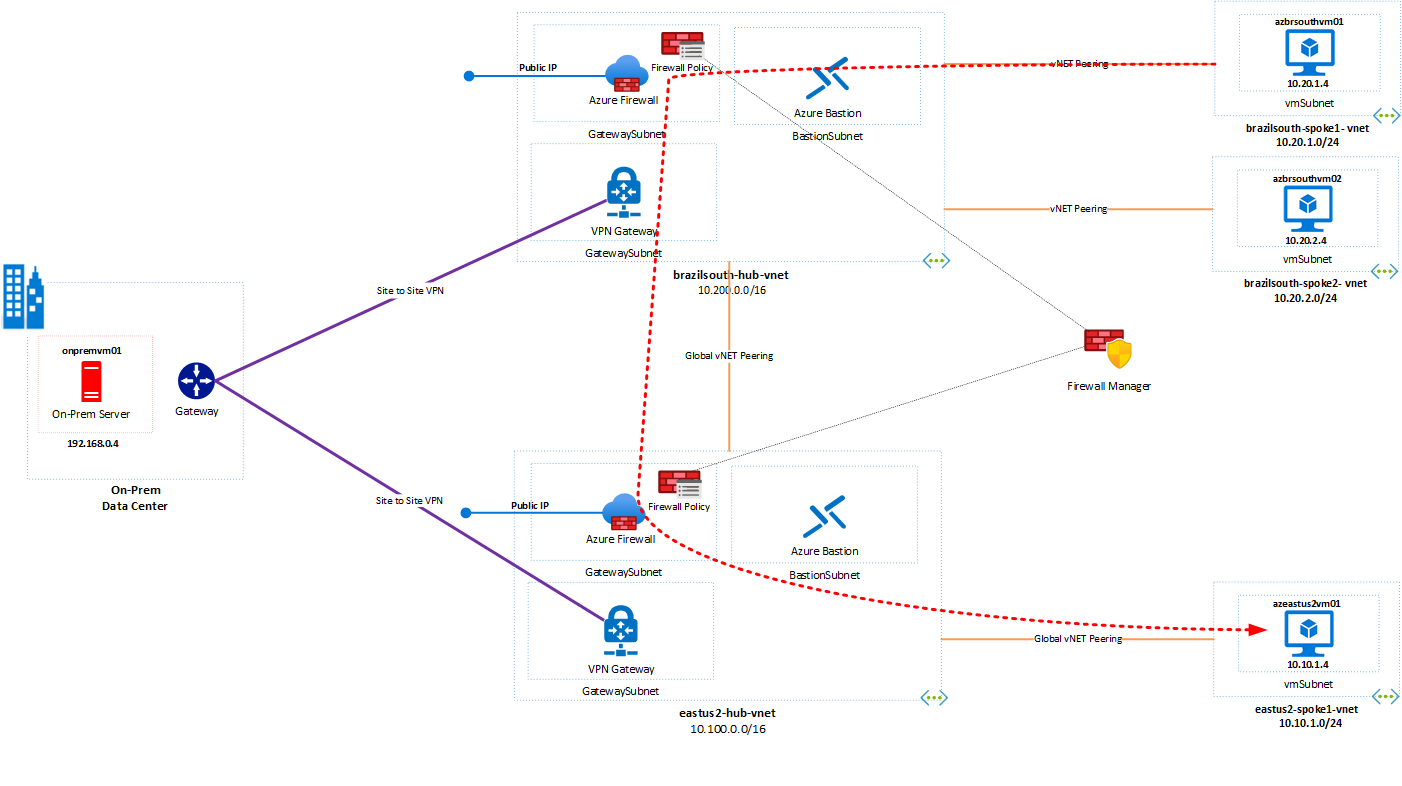 azbrsouthvm01
10.20.1.4
vmSubnet
brazilsouth-spoke1- vnet
10.20.1.0/24
Public IP
Firewall Policy
Azure Firewall
GatewaySubnet
Azure Bastion
BastionSubnet
vNET Peering
azbrsouthvm02
10.20.2.4
vmSubnet
brazilsouth-spoke2- vnet
10.20.2.0/24
vNET Peering
VPN Gateway
GatewaySubnet
brazilsouth-hub-vnet
10.200.0.0/16
Site to Site VPN
Global vNET Peering
onpremvm01
On-Prem Server
192.168.0.4
Gateway
On-Prem
Data Center
Firewall Manager
Site to Site VPN
Public IP
Firewall Policy
Azure Firewall
GatewaySubnet
Azure Bastion
BastionSubnet
VPN Gateway
GatewaySubnet
eastus2-hub-vnet
10.100.0.0/16
Global vNET Peering
azeastus2vm01
10.10.1.4
vmSubnet
eastus2-spoke1-vnet
10.10.1.0/24